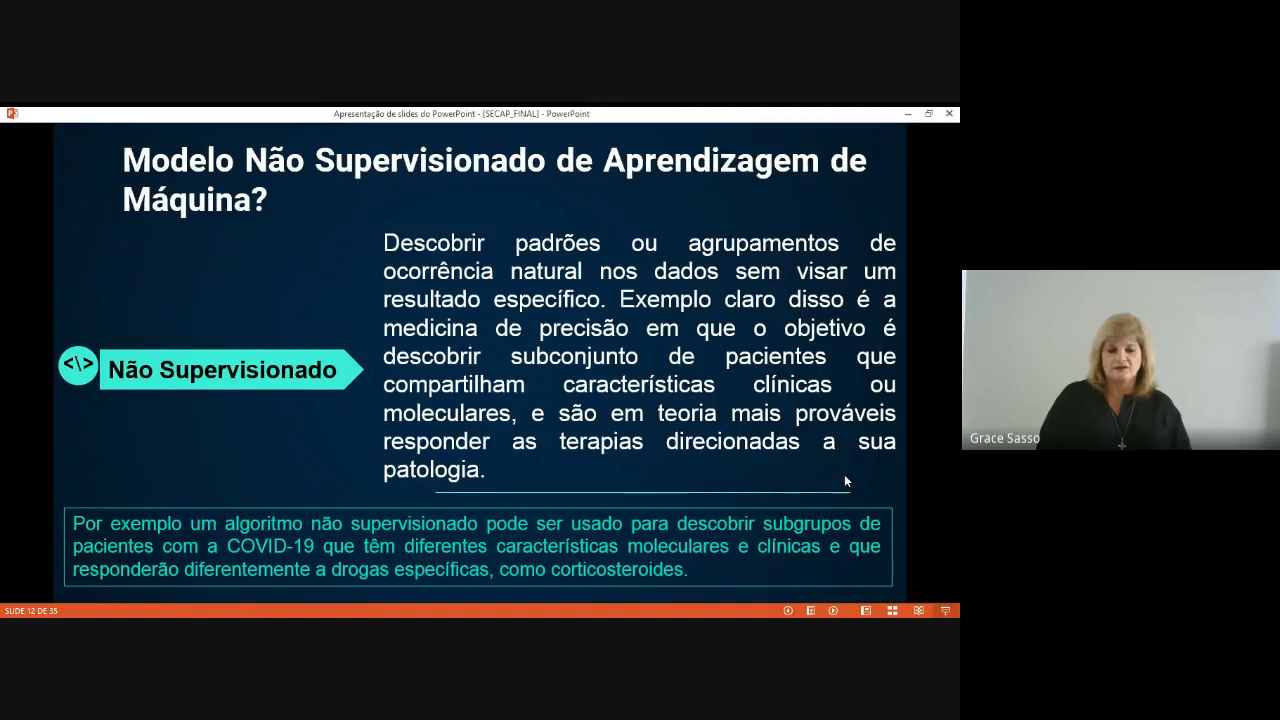 Apresentação de slides do PowerPoint - [SECAP_FINAL] - PowerPoint
Modelo Não Supervisionado de Aprendizagem de
Máquina?
Descobrir padrões ou agrupamentos de
ocorrência natural nos dados sem visar um
resultado específico. Exemplo claro disso é a
medicina de precisão em que o objetivo é
descobrir subconjunto de pacientes que
compartilham características clínicas ou
moleculares, e são em teoria mais prováveis
responder as terapias direcionadas a sua
patologia.
<\> Não Supervisionado
Por exemplo um algoritmo não supervisionado pode ser usado para descobrir subgrupos de
pacientes com a COVID-19 que têm diferentes características moleculares e clínicas e que
responderão diferentemente a drogas específicas, como corticosteroides.
SLIDE 12 DE 35
Grace Sasso